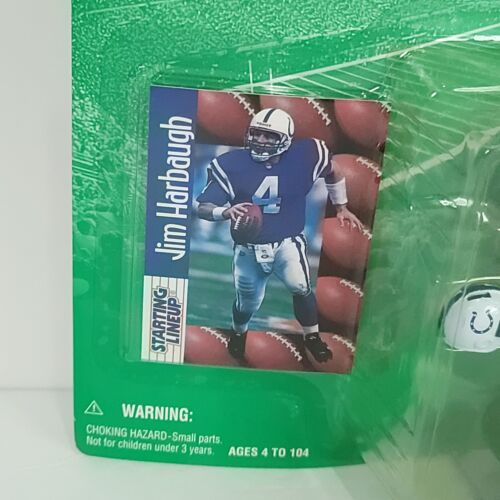 Jim Harbaugh
STARTING
LINEUP
4
WARNING:
CHOKING HAZARD-Small parts.
Not for children under 3 years.
AGES 4 TO 104